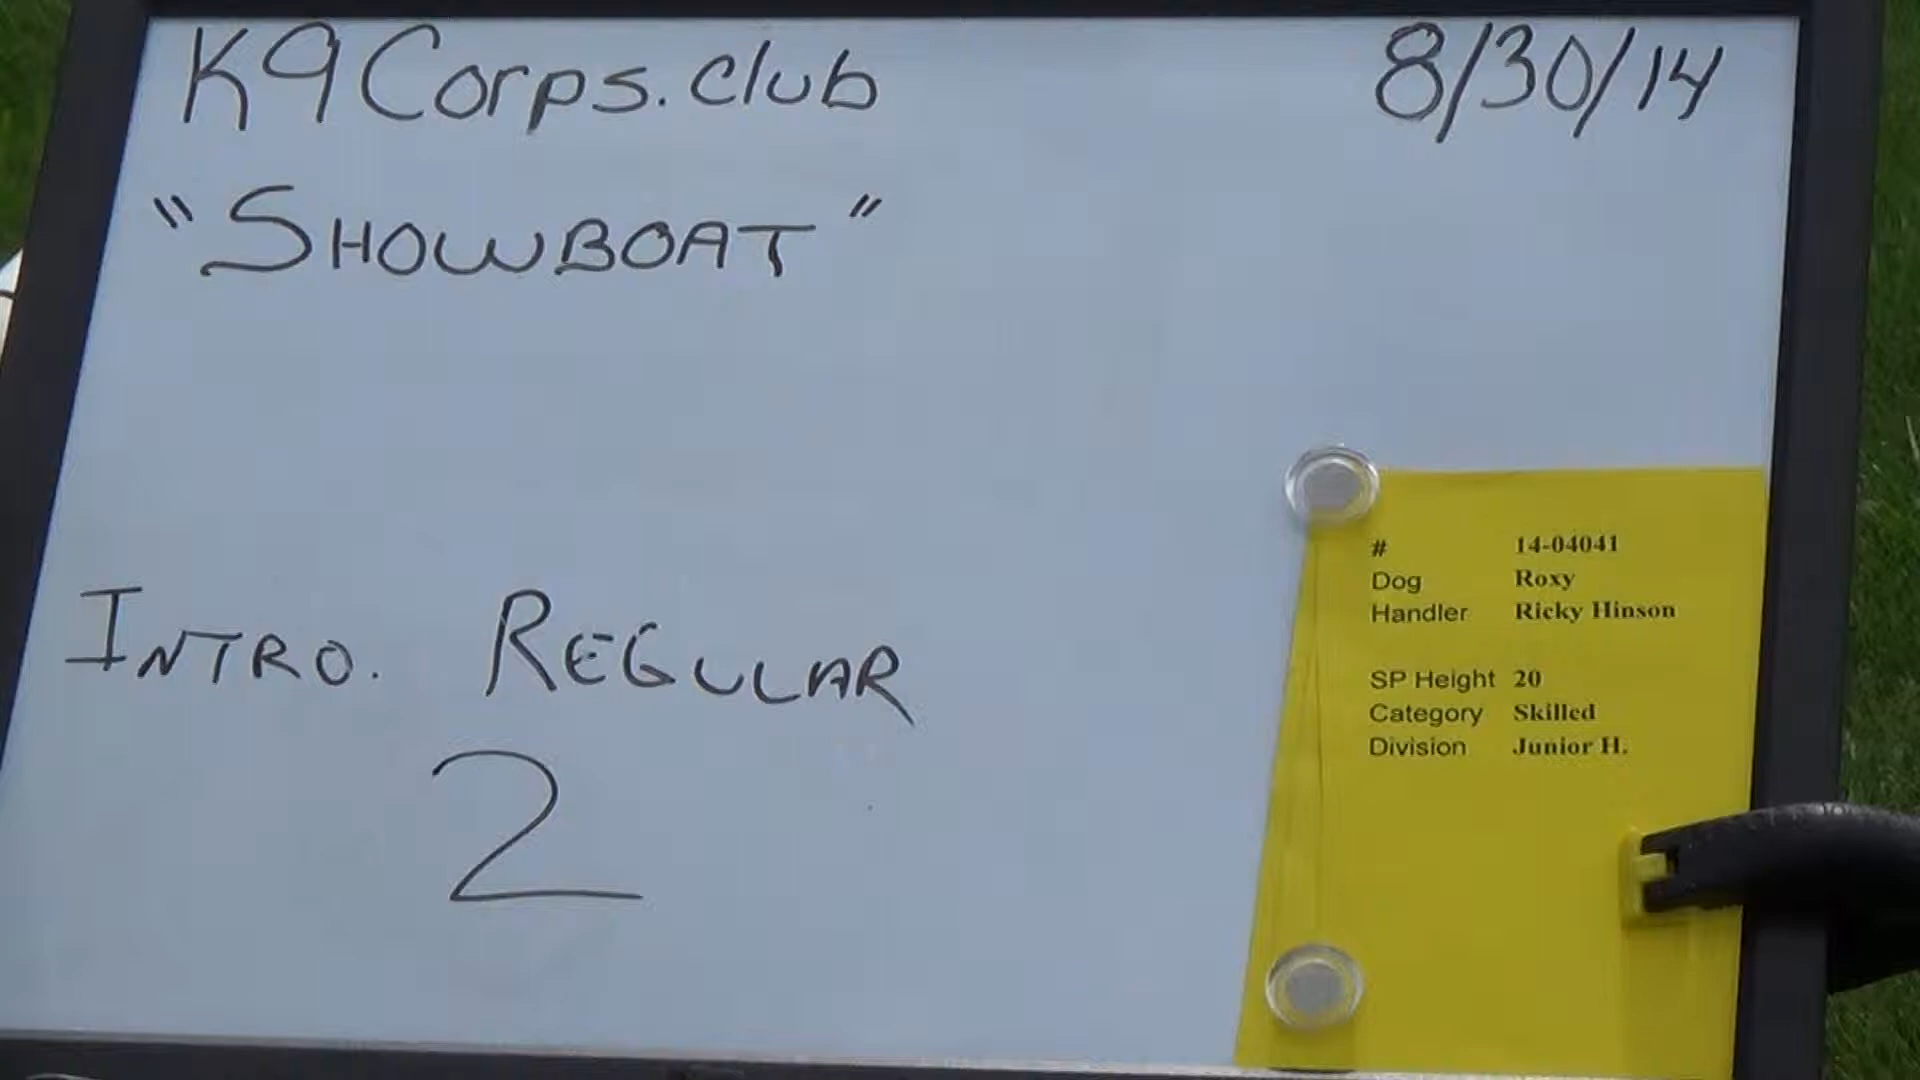 K9Corps.club 8/30/14
"SHOWBOAT"
INTRO. REGULAR
2
# 14-04041
Dog Roxy
Handler Ricky Hinson
SP Height 20
Category Skilled
Division Junior H.